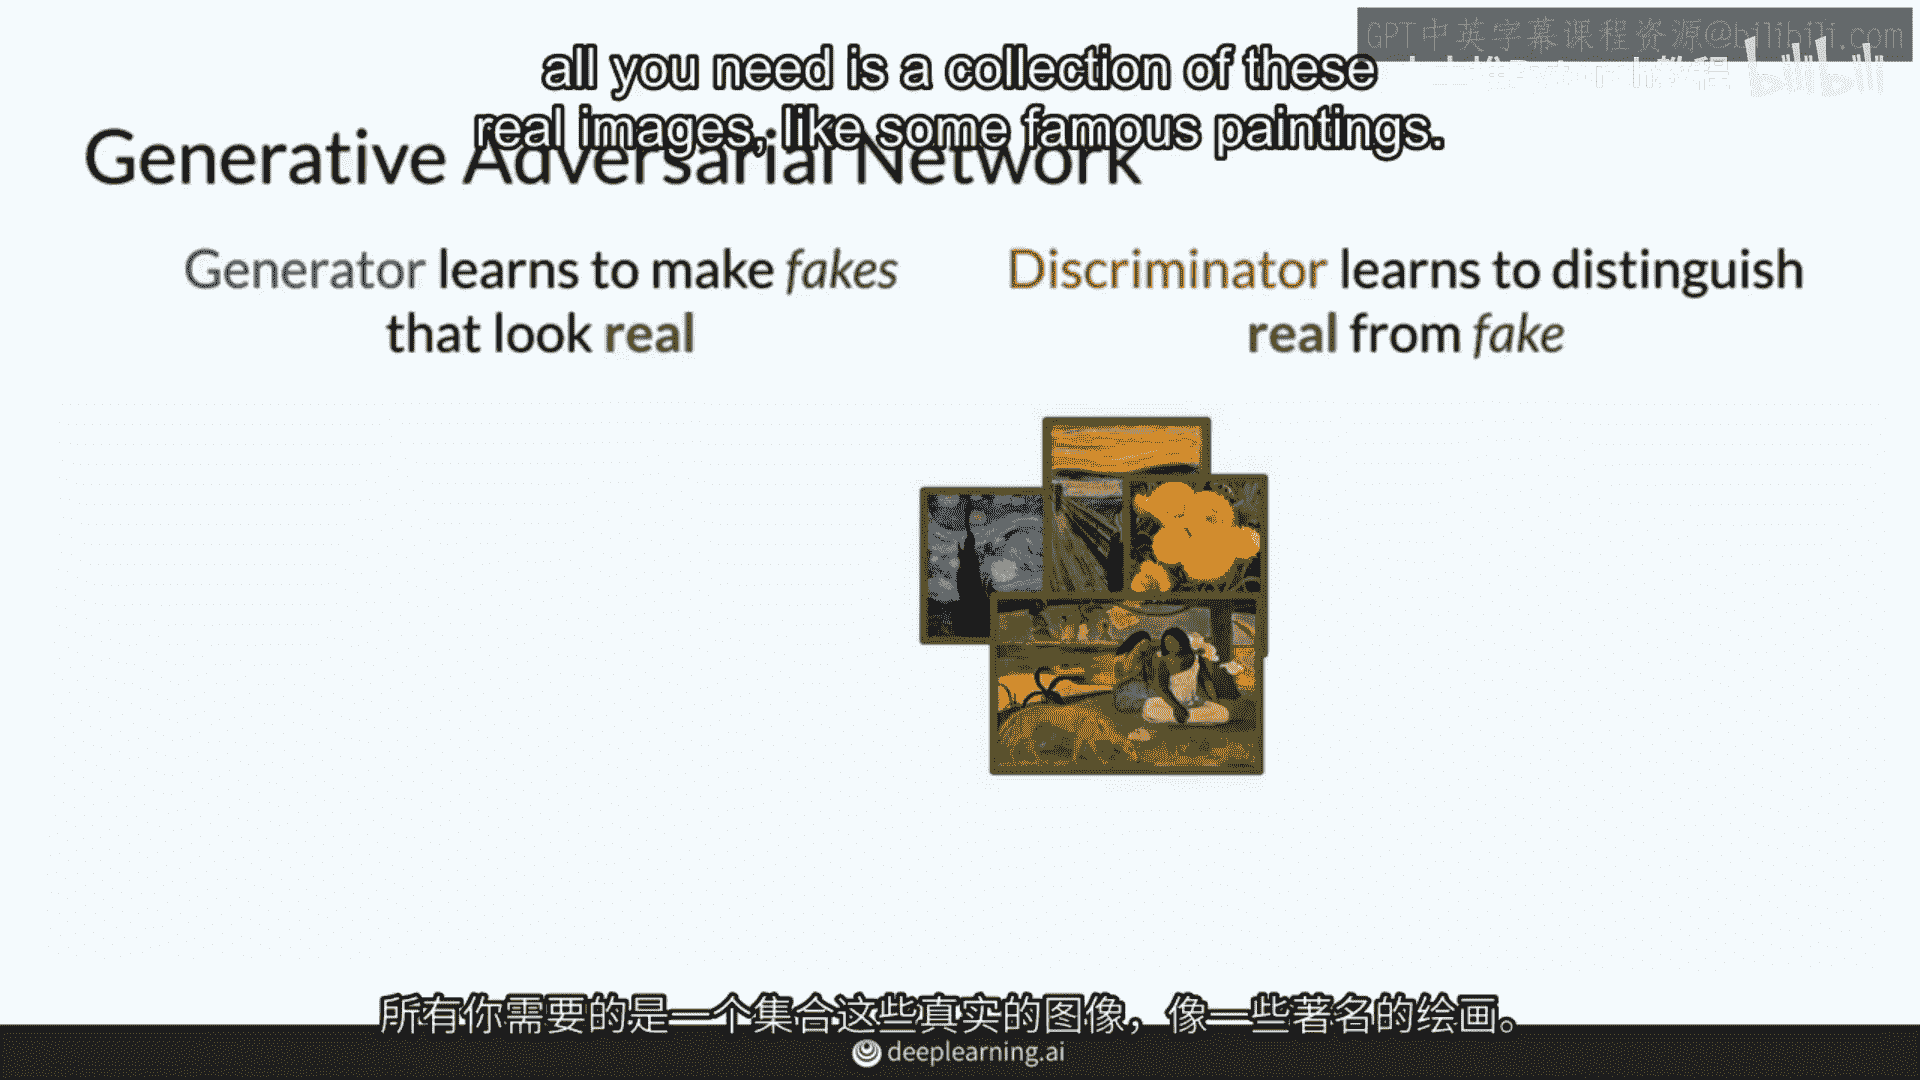 GPT中英字幕课程资源@bilibili.com
all you need is a collection of these
real images, like some famous paintings.
Generative Adversarial Network
Generator learns to make fakes
that look real
Discriminator learns to distinguish
real from fake
所有你需要的是一个集合这些真实的图像，像一些著名的绘画。
deeplearning.ai